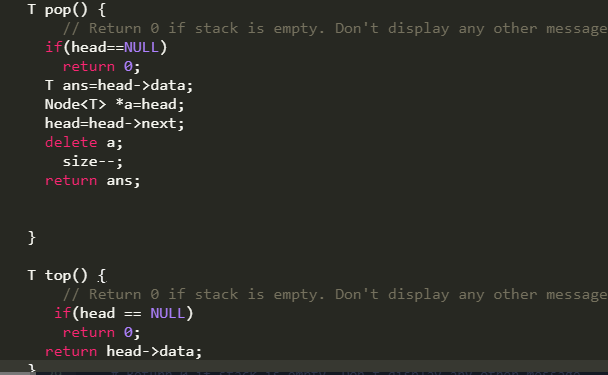 T pop() {
// Return 0 if stack is empty. Don't display any other message
if(head==NULL)
return 0;
T ans=head->data;
Node<T> *a=head;
head=head->next;
delete a;
size--;
return ans;
}
T top() {
// Return 0 if stack is empty. Don't display any other message
if(head == NULL)
return 0;
return head->data;
}